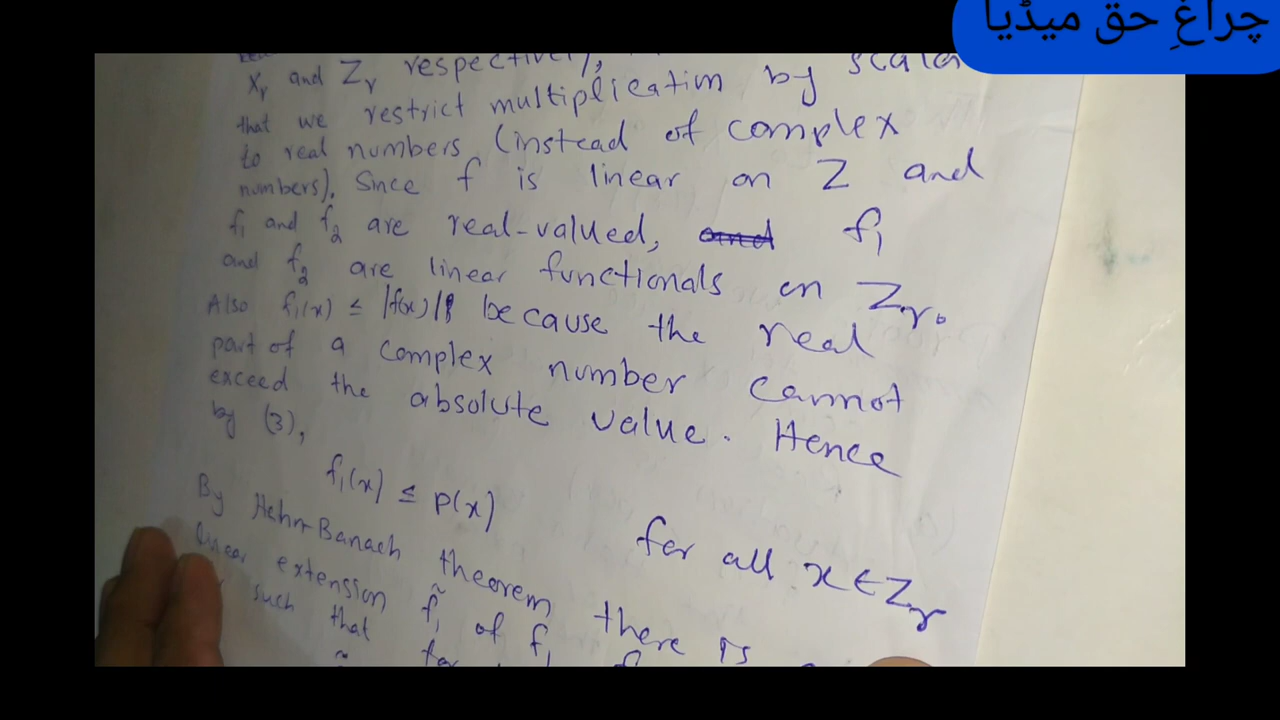 چراغِ حق میڈیا
X_r and Z_r respectively,
that we restrict multiplication by
to real numbers (instead of complex
numbers). Since f is linear on Z and
f₁ and f₂ are real-valued, ~~and~~ f₁
and f₂ are linear functionals on Z_r.
Also f₁(x) ≤ |f(x)| because the real
part of a complex number cannot
exceed the absolute value. Hence
by (3),
f₁(x) ≤ p(x) for all x ∈ Z_r
By Hahn-Banach theorem there is
linear extension f̃₁ of f₁
such that